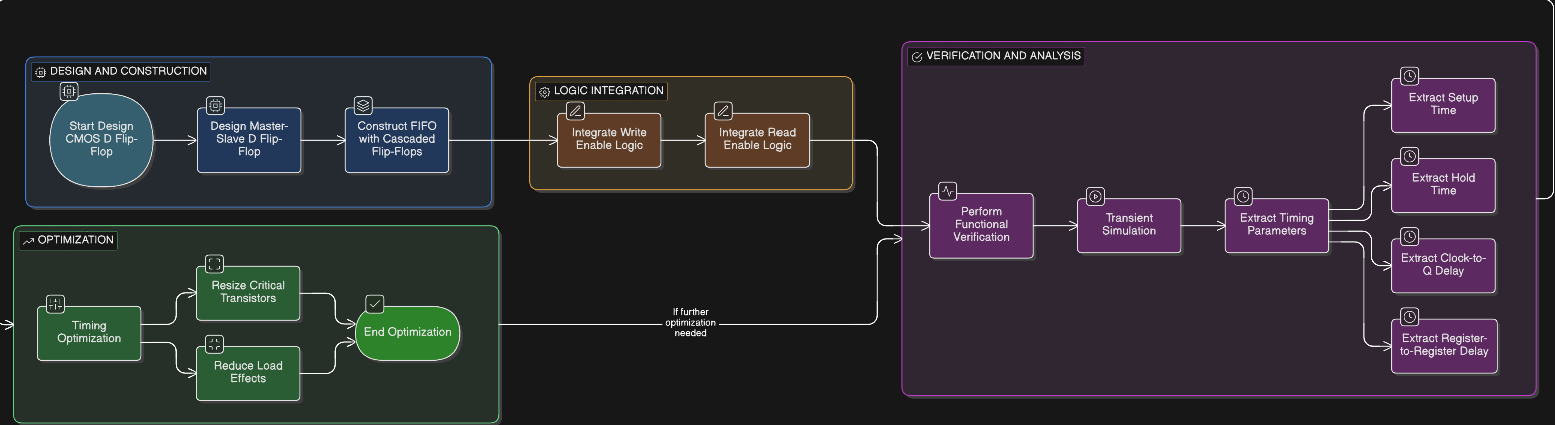 DESIGN AND CONSTRUCTION
Start Design
CMOS D Flip-
Flop
Design Master-
Slave D Flip-
Flop
Construct FIFO
with Cascaded
Flip-Flops
LOGIC INTEGRATION
Integrate Write
Enable Logic
Integrate Read
Enable Logic
VERIFICATION AND ANALYSIS
Perform
Functional
Verification
Transient
Simulation
Extract Timing
Parameters
Extract Setup
Time
Extract Hold
Time
Extract Clock-to-
Q Delay
Extract Register-
to-Register Delay
OPTIMIZATION
Timing
Optimization
Resize Critical
Transistors
Reduce Load
Effects
End Optimization
If further
optimization
needed